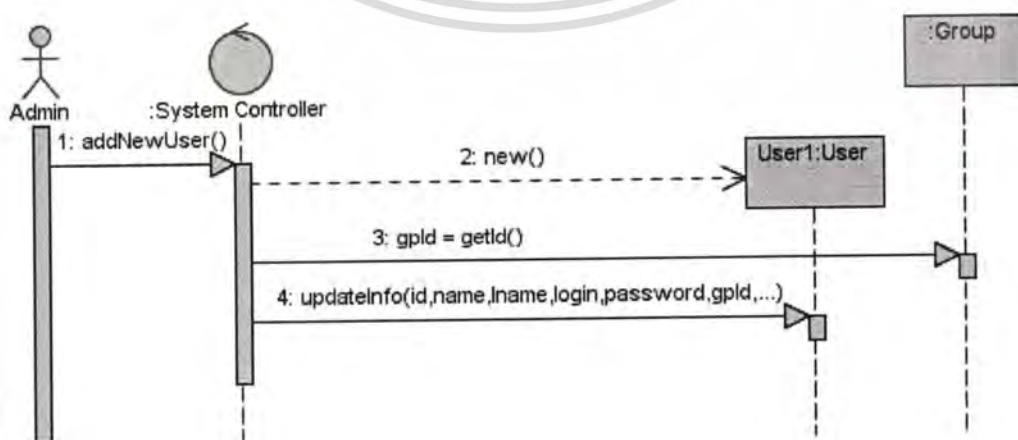 :Group
Admin
:System Controller
1: addNewUser()
2: new()
User1:User
3: gpId = getId()
4: updateInfo(id,name,lname,login,password,gpId,...)